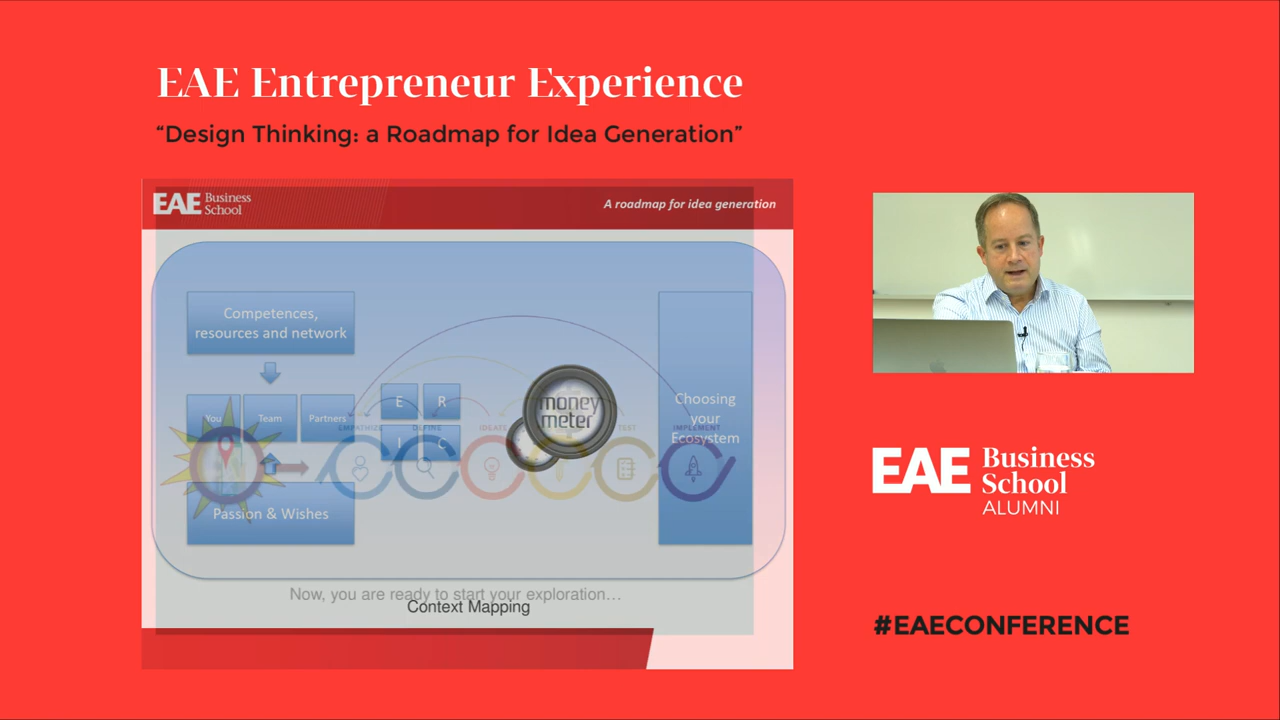 EAE Entrepreneur Experience
“Design Thinking: a Roadmap for Idea Generation”
EAE Business
School
A roadmap for idea generation
Competences,
resources and network
You
Team
Partners
E
R
I
C
money
meter
EMPATHIZE
DEFINE
IDEATE
TEST
IMPLEMENT
Choosing
your
Ecosystem
Passion & Wishes
Now, you are ready to start your exploration...
Context Mapping
EAE Business
School
ALUMNI
#EAECONFERENCE